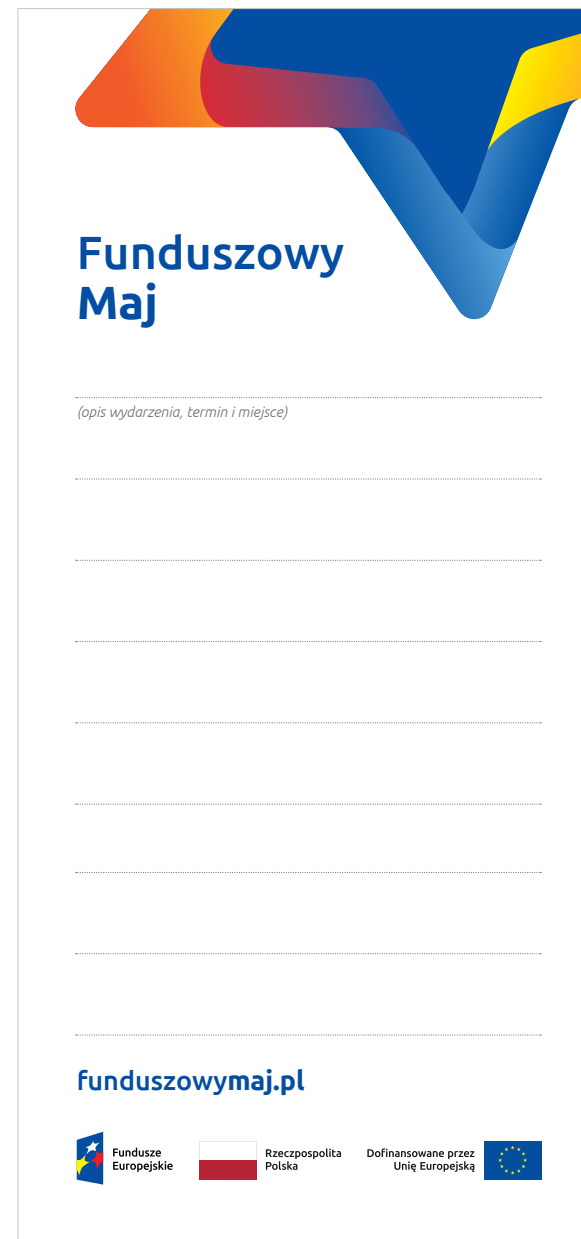 Funduszowy
Maj
(opis wydarzenia, termin i miejsce)
funduszowymaj.pl
Fundusze
Europejskie
Rzeczpospolita
Polska
Dofinansowane przez
Unię Europejską